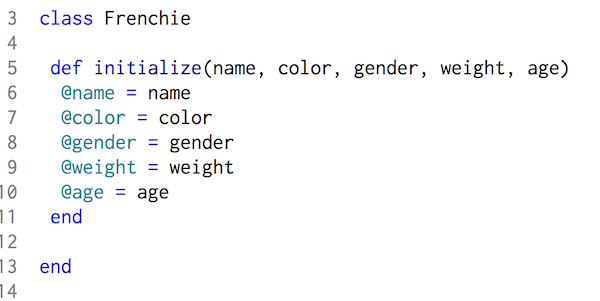 3 class Frenchie
4
5 def initialize(name, color, gender, weight, age)
6 @name = name
7 @color = color
8 @gender = gender
9 @weight = weight
10 @age = age
11 end
12
13 end
14